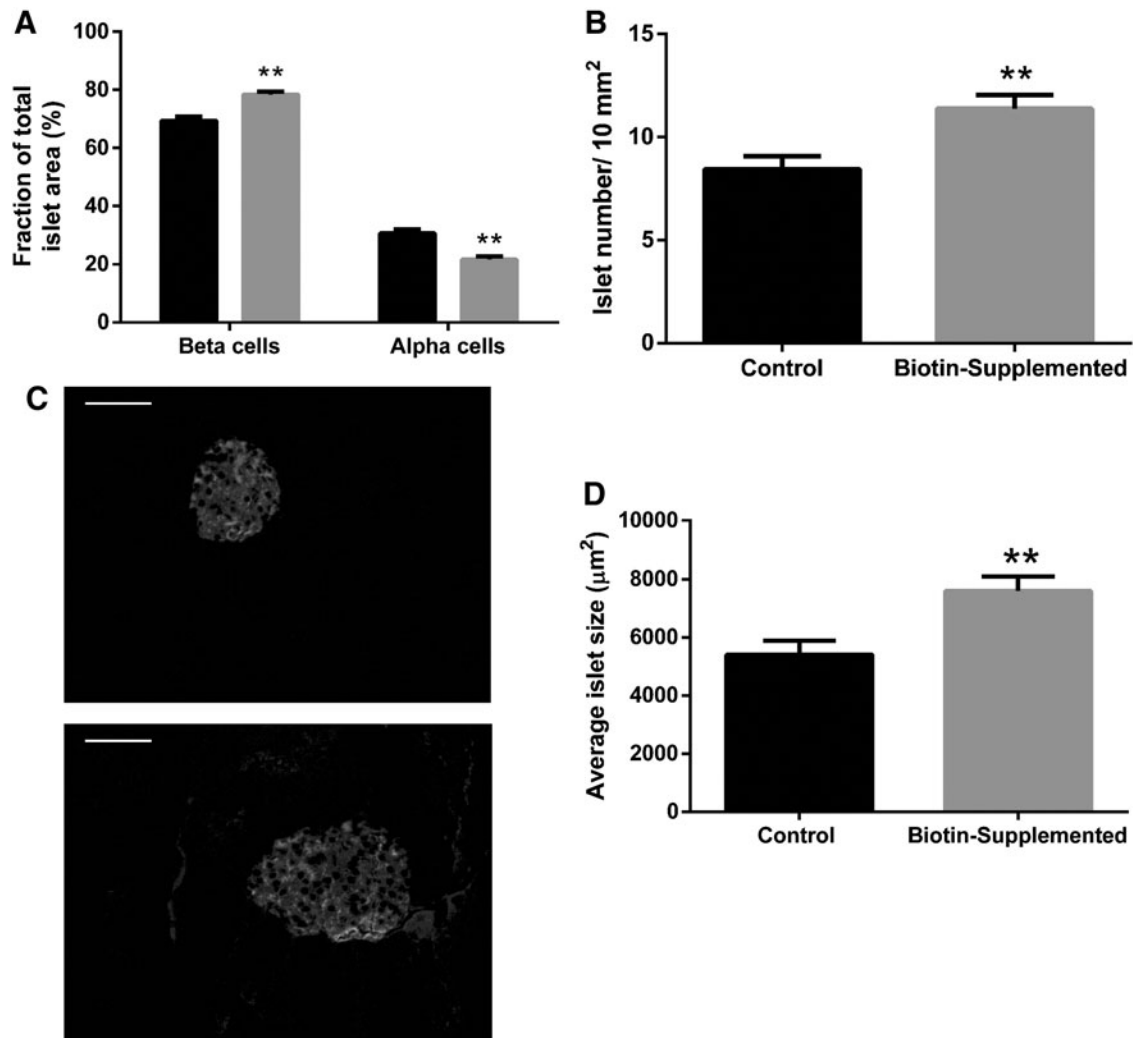 A
Fraction of total
islet area (%)
100
80
60
40
20
0
**
**
Beta cells
Alpha cells
B
Islet number/ 10 mm²
15
10
5
0
**
Control
Biotin-Supplemented
C
D
Average islet size (μm²)
10000
8000
6000
4000
2000
0
**
Control
Biotin-Supplemented